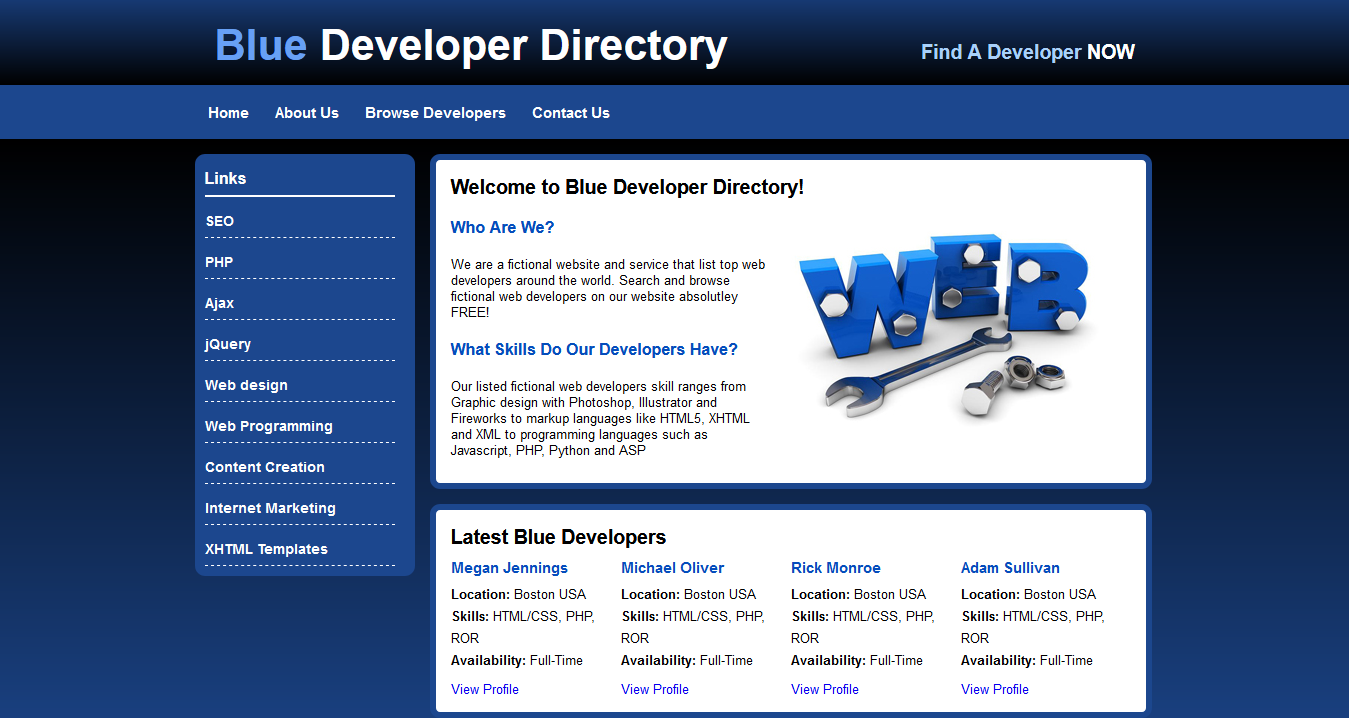 Blue Developer Directory
Find A Developer NOW
Home About Us Browse Developers Contact Us
Links
SEO
PHP
Ajax
jQuery
Web design
Web Programming
Content Creation
Internet Marketing
XHTML Templates
Welcome to Blue Developer Directory!
Who Are We?
We are a fictional website and service that list top web
developers around the world. Search and browse
fictional web developers on our website absolutley
FREE!
What Skills Do Our Developers Have?
Our listed fictional web developers skill ranges from
Graphic design with Photoshop, Illustrator and
Fireworks to markup languages like HTML5, XHTML
and XML to programming languages such as
Javascript, PHP, Python and ASP
WEB
Latest Blue Developers
Megan Jennings
Location: Boston USA
Skills: HTML/CSS, PHP,
ROR
Availability: Full-Time
View Profile
Michael Oliver
Location: Boston USA
Skills: HTML/CSS, PHP,
ROR
Availability: Full-Time
View Profile
Rick Monroe
Location: Boston USA
Skills: HTML/CSS, PHP,
ROR
Availability: Full-Time
View Profile
Adam Sullivan
Location: Boston USA
Skills: HTML/CSS, PHP,
ROR
Availability: Full-Time
View Profile